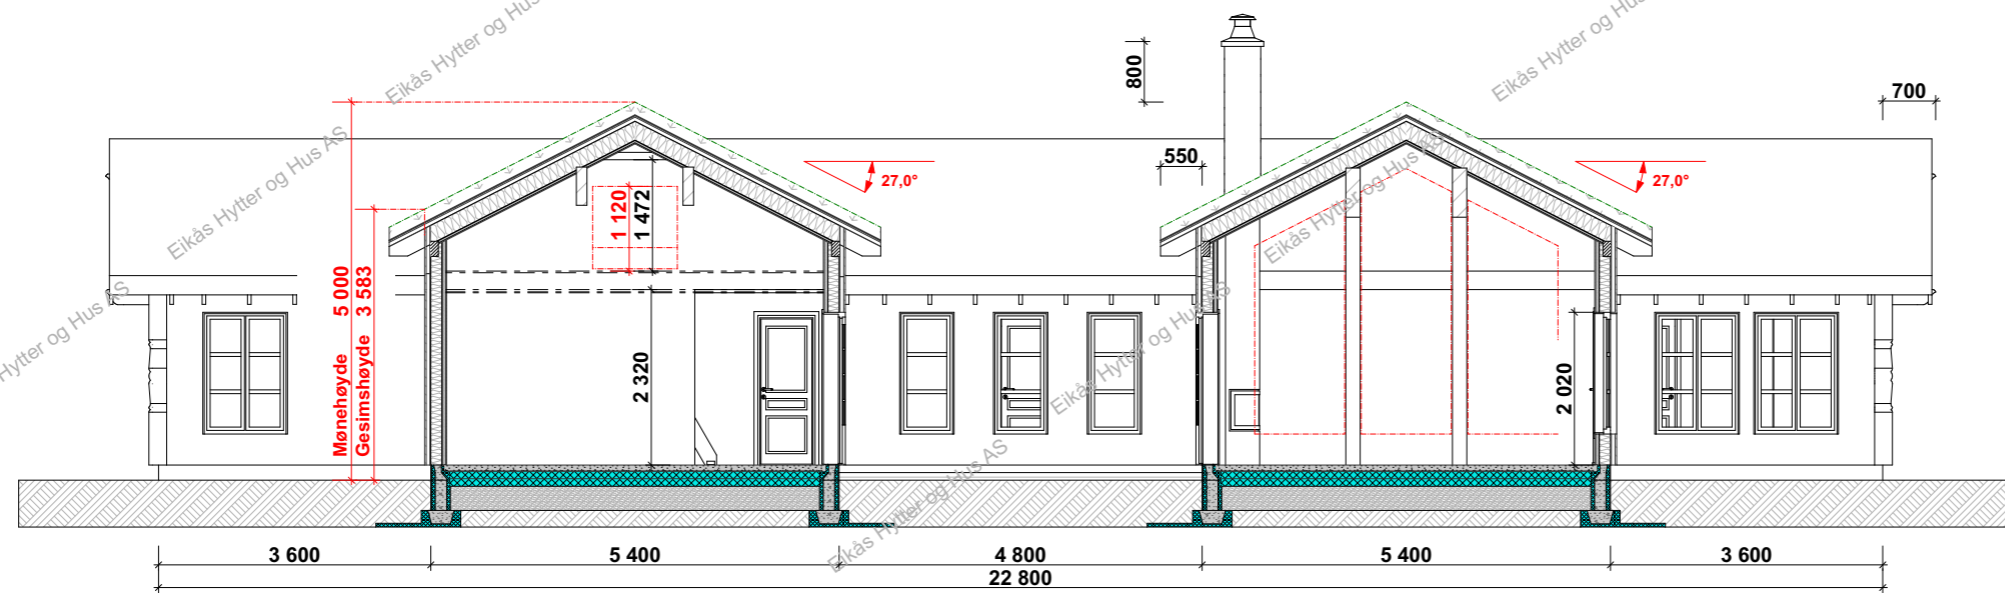 Eikås Hytter og Hus AS
Eikås Hytter og Hus
Eikås Hytter og Hus AS
Hytter og Hus AS
Eikås Hytter og Hus AS
Eikås Hytter og Hus AS
Eikås Hytter og Hus AS
800
700
550
27,0°
27,0°
1 120
1 472
Mønehøyde 5 000
Gesimshøyde 3 583
2 320
2 020
3 600
5 400
4 800
5 400
3 600
22 800